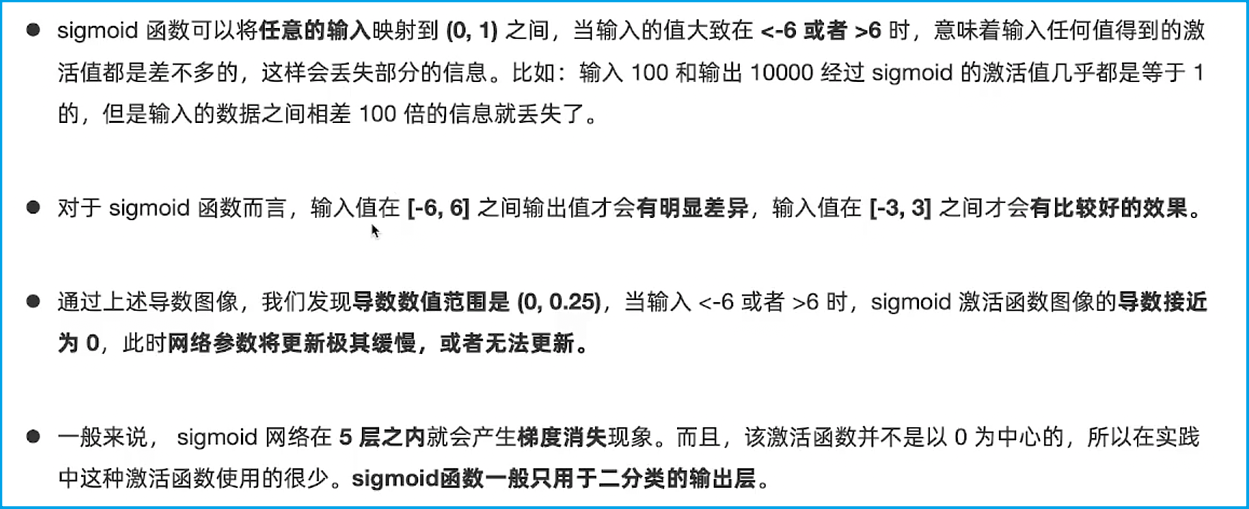 ● sigmoid 函数可以将任意的输入映射到 (0, 1) 之间，当输入的值大致在 <-6 或者 >6 时，意味着输入任何值得到的激
活值都是差不多的，这样会丢失部分的信息。比如：输入 100 和输出 10000 经过 sigmoid 的激活值几乎都是等于 1
的，但是输入的数据之间相差 100 倍的信息就丢失了。
● 对于 sigmoid 函数而言，输入值在 [-6, 6] 之间输出值才会有明显差异，输入值在 [-3, 3] 之间才会有比较好的效果。
● 通过上述导数图像，我们发现导数数值范围是 (0, 0.25)，当输入 <-6 或者 >6 时，sigmoid 激活函数图像的导数接近
为 0，此时网络参数将更新极其缓慢，或者无法更新。
● 一般来说， sigmoid 网络在 5 层之内就会产生梯度消失现象。而且，该激活函数并不是以 0 为中心的，所以在实践
中这种激活函数使用的很少。sigmoid函数一般只用于二分类的输出层。